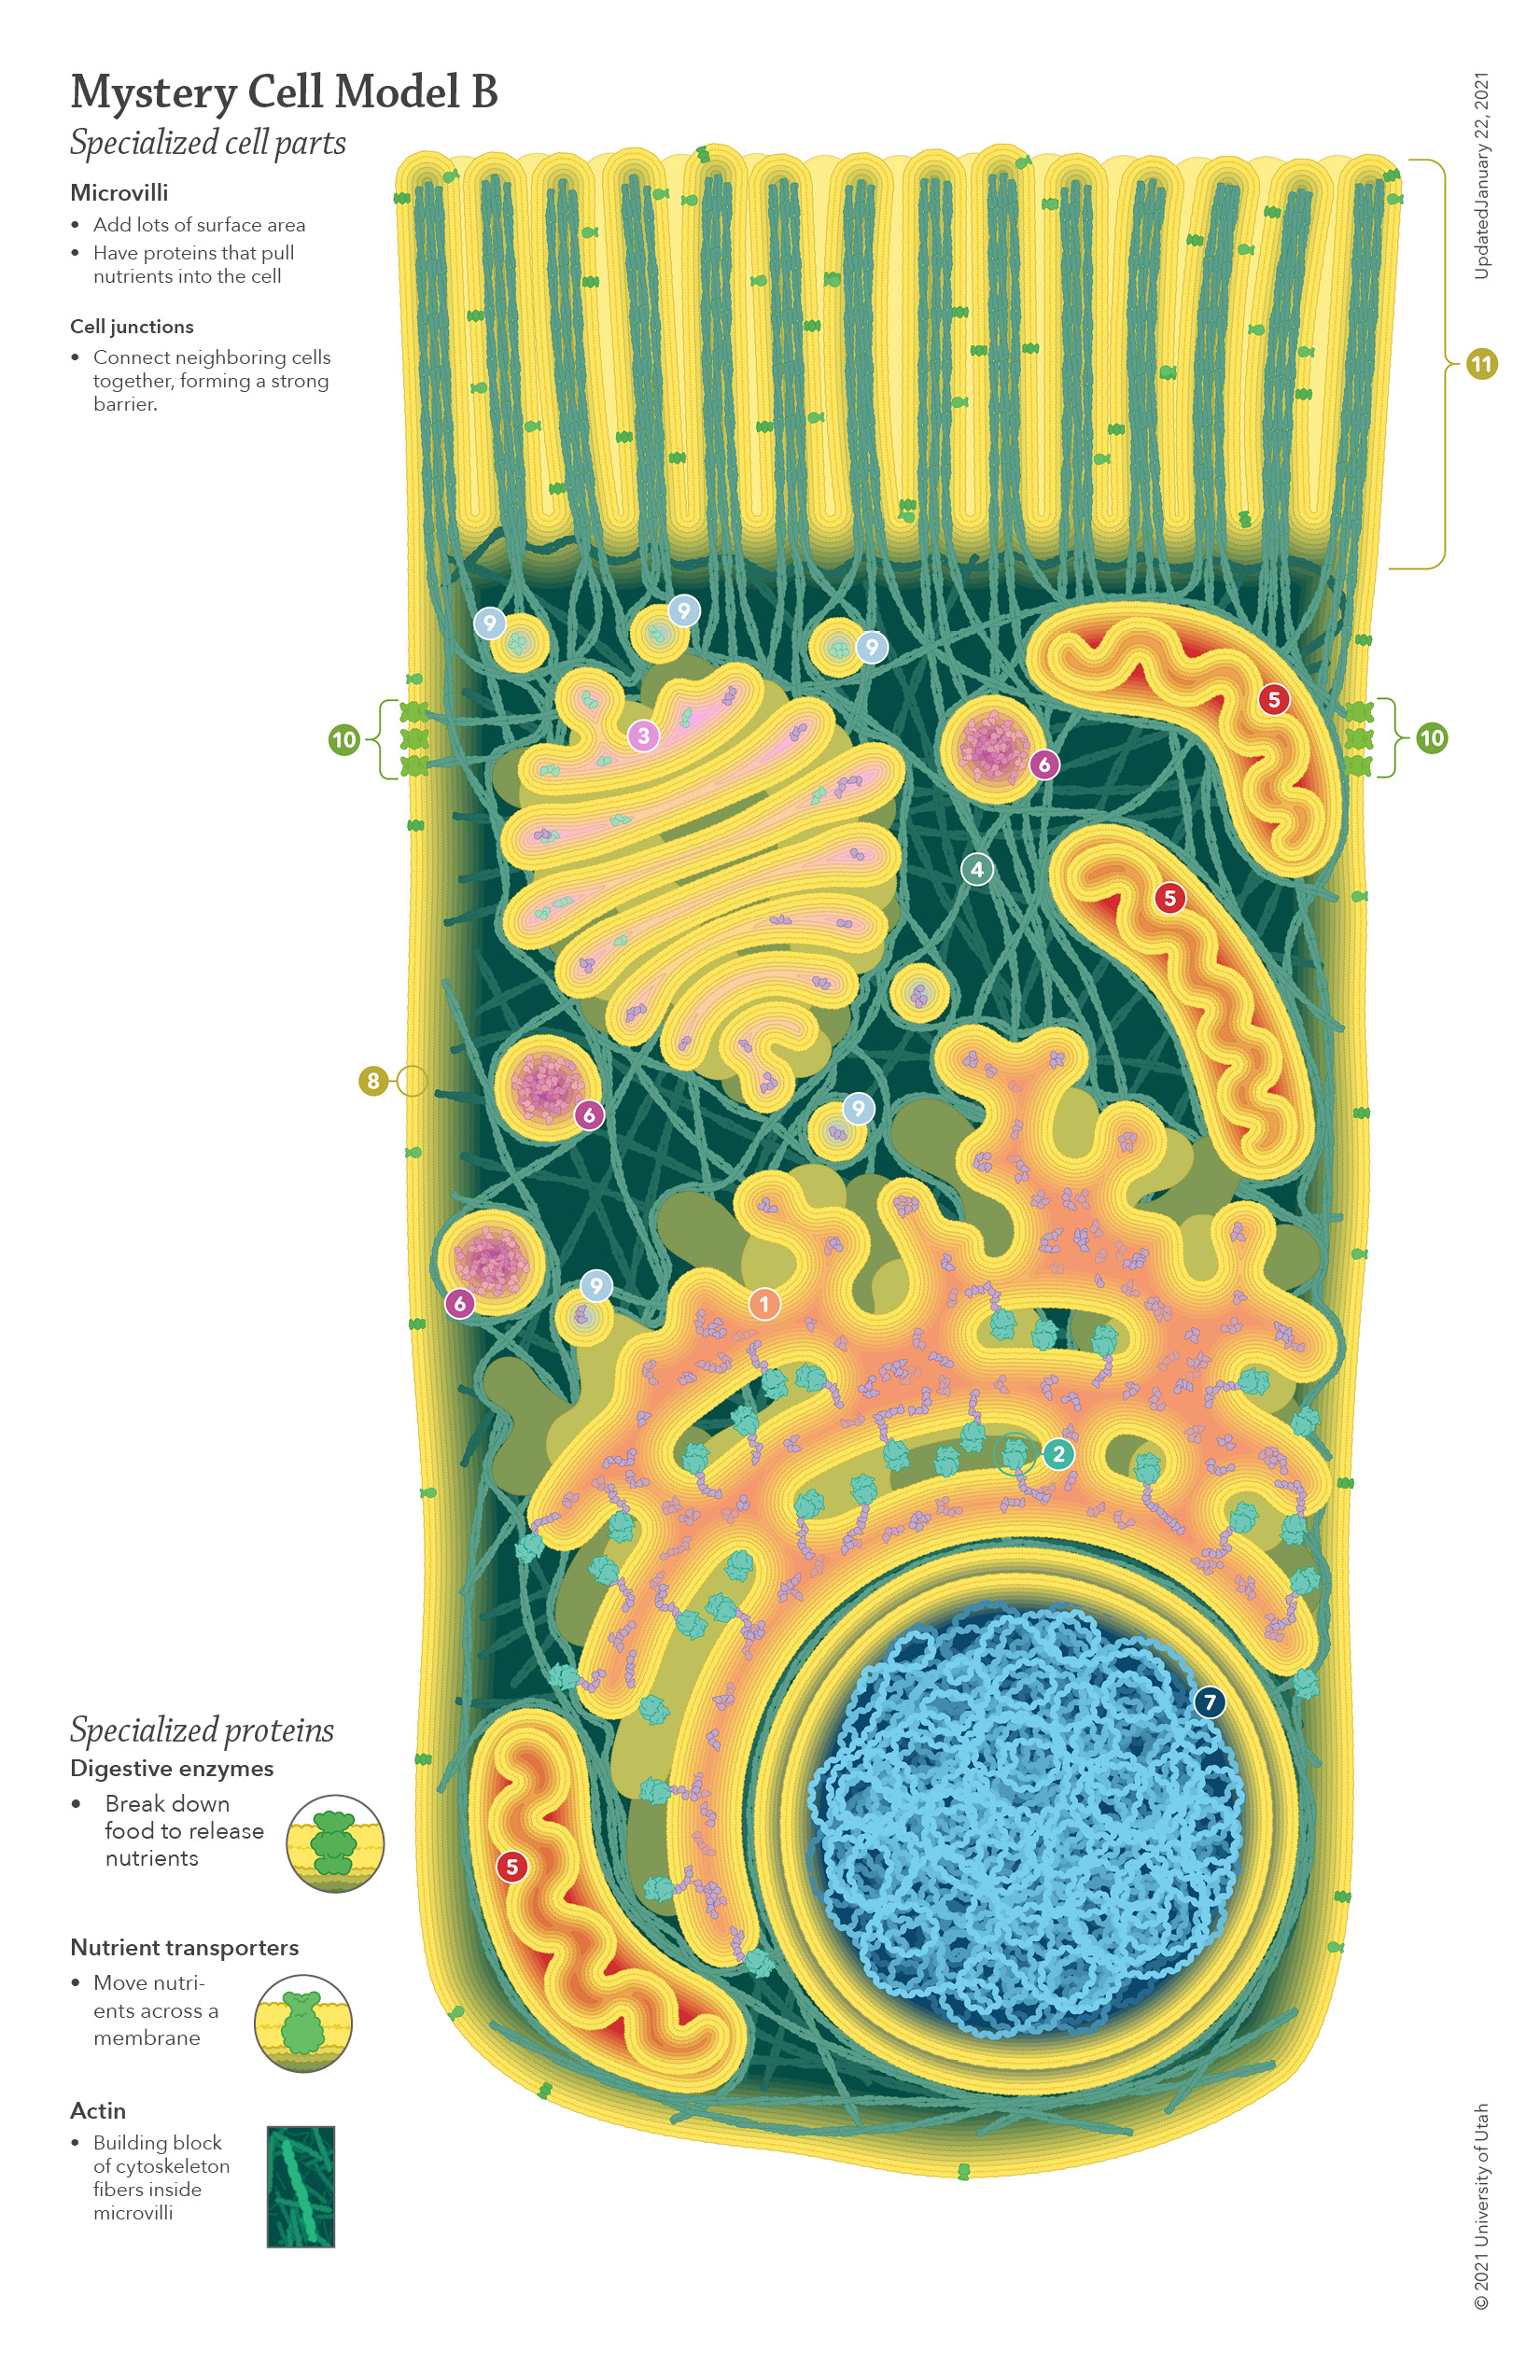 Mystery Cell Model B
Specialized cell parts
Microvilli
• Add lots of surface area
• Have proteins that pull
nutrients into the cell
Cell junctions
• Connect neighboring cells
together, forming a strong
barrier.
UpdatedJanuary 22, 2021
11
9
9
9
5
3
10
10
6
4
5
8
6
9
9
6
1
2
7
5
Specialized proteins
Digestive enzymes
• Break down
food to release
nutrients
Nutrient transporters
• Move nutri-
ents across a
membrane
Actin
• Building block
of cytoskeleton
fibers inside
microvilli
© 2021 University of Utah